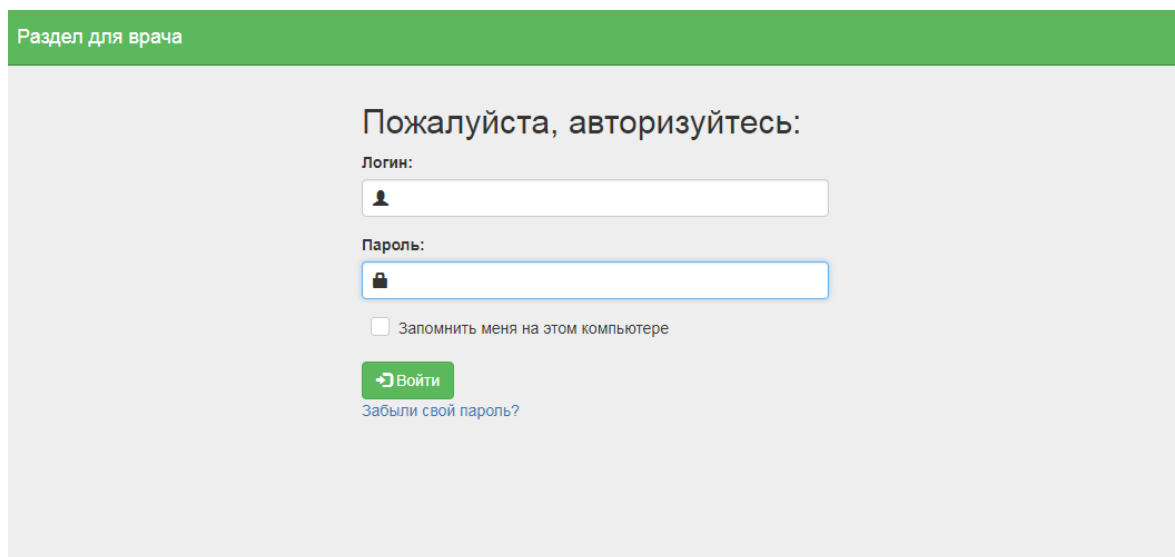 Раздел для врача
Пожалуйста, авторизуйтесь:
Логин:
Пароль:
Запомнить меня на этом компьютере
Войти
Забыли свой пароль?